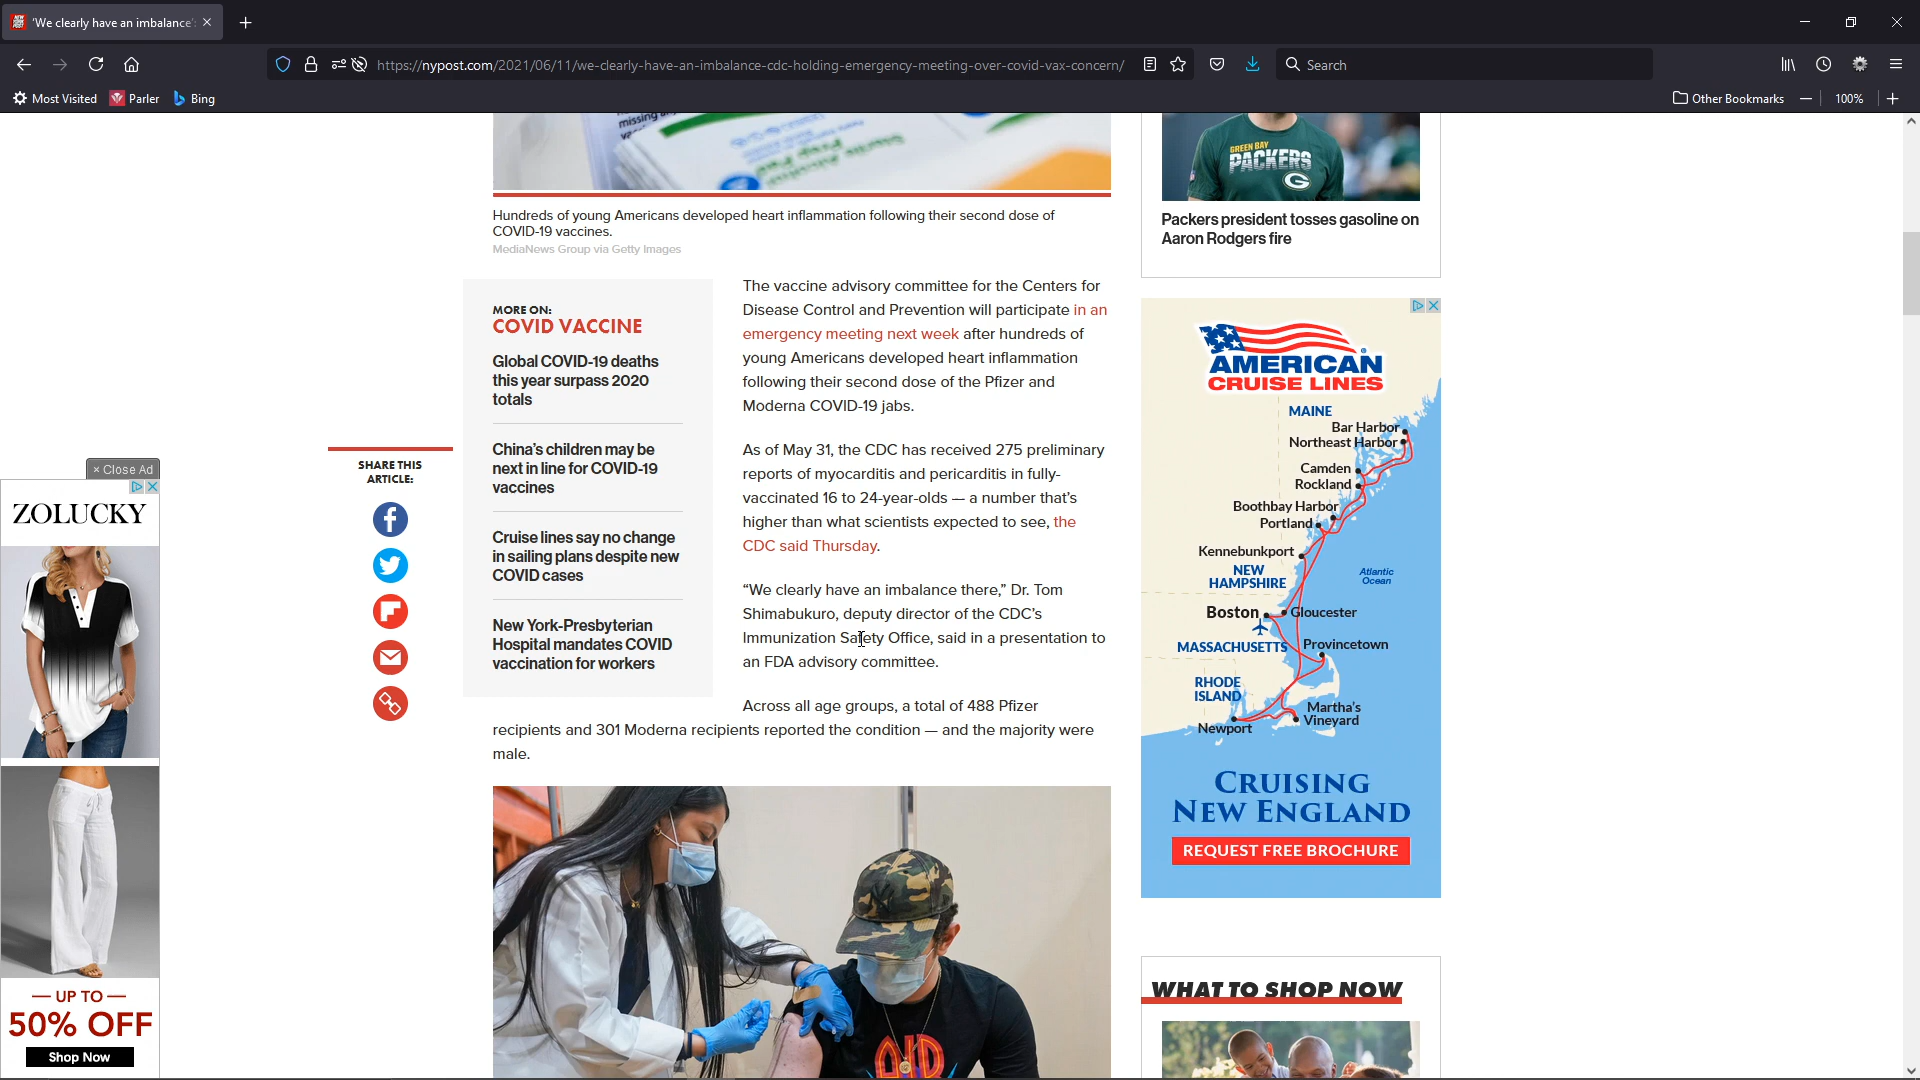 'We clearly have an imbalance':
https://nypost.com/2021/06/11/we-clearly-have-an-imbalance-cdc-holding-emergency-meeting-over-covid-vax-concern/
Search
Most Visited
Parler
Bing
Other Bookmarks
100%
missing an
Hundreds of young Americans developed heart inflammation following their second dose of
COVID-19 vaccines.
MediaNews Group via Getty Images
MORE ON:
COVID VACCINE
Global COVID-19 deaths
this year surpass 2020
totals
China's children may be
next in line for COVID-19
vaccines
Cruise lines say no change
in sailing plans despite new
COVID cases
New York-Presbyterian
Hospital mandates COVID
vaccination for workers
The vaccine advisory committee for the Centers for
Disease Control and Prevention will participate in an
emergency meeting next week after hundreds of
young Americans developed heart inflammation
following their second dose of the Pfizer and
Moderna COVID-19 jabs.
As of May 31, the CDC has received 275 preliminary
reports of myocarditis and pericarditis in fully-
vaccinated 16 to 24-year-olds — a number that's
higher than what scientists expected to see, the
CDC said Thursday.
“We clearly have an imbalance there,” Dr. Tom
Shimabukuro, deputy director of the CDC's
Immunization Safety Office, said in a presentation to
an FDA advisory committee.
Across all age groups, a total of 488 Pfizer
recipients and 301 Moderna recipients reported the condition — and the majority were
male.
SHARE THIS
ARTICLE:
× Close Ad
ZOLUCKY
— UP TO —
50% OFF
Shop Now
GREEN BAY
PACKERS
G
Packers president tosses gasoline on
Aaron Rodgers fire
AMERICAN
CRUISE LINES
MAINE
Bar Harbor
Northeast Harbor
Camden
Rockland
Boothbay Harbor
Portland
Kennebunkport
NEW
HAMPSHIRE
Atlantic
Ocean
Boston
Gloucester
MASSACHUSETTS
Provincetown
RHODE
ISLAND
Martha's
Vineyard
Newport
CRUISING
NEW ENGLAND
REQUEST FREE BROCHURE
WHAT TO SHOP NOW